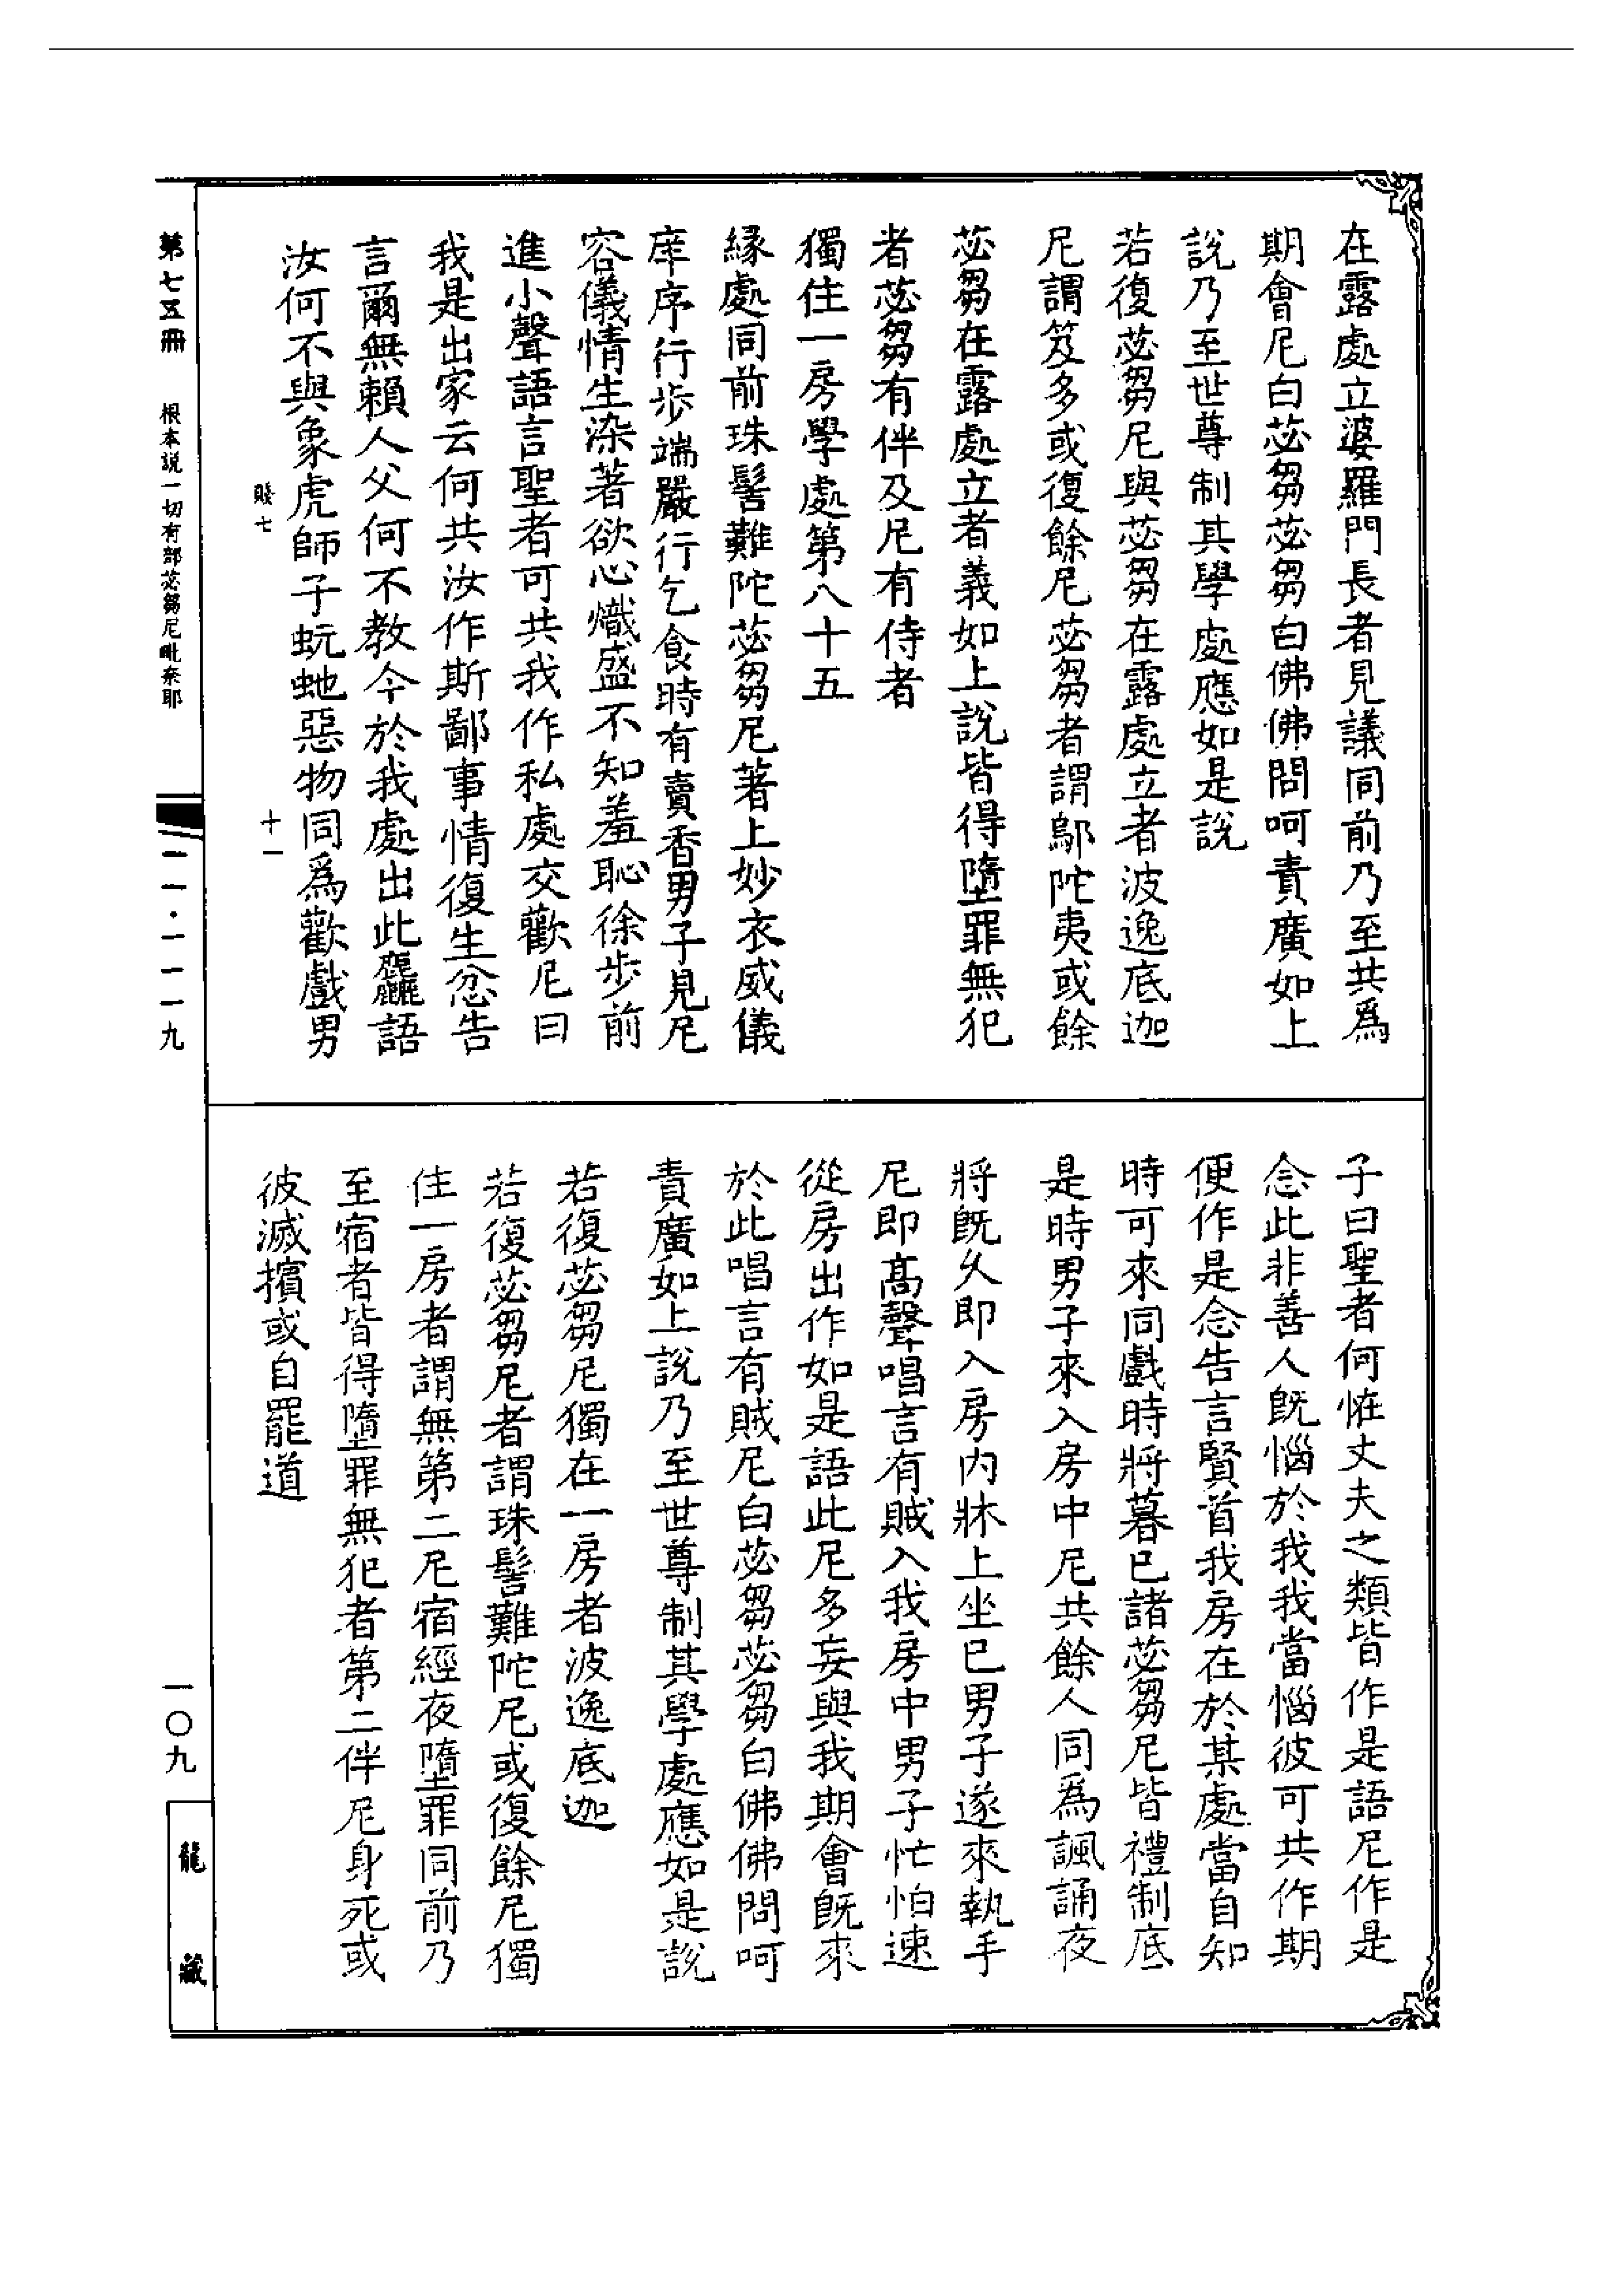 在露處立婆羅門長者見議同前乃至共為
期會尼白苾芻苾芻白佛佛問呵責廣如上
說乃至世尊制其學處應如是說
若復苾芻尼與苾芻在露處立者波逸底迦
尼謂笈多或復餘尼苾芻者謂鄔陀夷或餘
苾芻在露處立者義如上說皆得墮罪無犯
者苾芻有伴及尼有侍者
獨住一房學處第八十五
緣處同前珠髻難陀苾芻尼著上妙衣威儀
庠序行步端嚴行乞食時有賣香男子見尼
容儀情生染著欲心熾盛不知羞恥徐步前
進小聲語言聖者可共我作私處交歡尼曰
我是出家云何共汝作斯鄙事情復生忿告
言爾無賴人父何不教今於我處出此麤語
汝何不與象虎師子蚖虵惡物同為歡戲男
賤七 十一
子曰聖者何恠丈夫之類皆作是語尼作是
念此非善人既惱於我我當惱彼可共作期
便作是念告言賢首我房在於某處當自知
時可來同戲時將暮已諸苾芻尼皆禮制底
是時男子來入房中尼共餘人同為諷誦夜
將既久即入房內牀上坐已男子遂來執手
尼即高聲唱言有賊入我房中男子忙怕速
從房出作如是語此尼多妄與我期會既來
於此唱言有賊尼白苾芻苾芻白佛佛問呵
責廣如上說乃至世尊制其學處應如是說
若復苾芻尼獨在一房者波逸底迦
若復苾芻尼者謂珠髻難陀尼或復餘尼獨
住一房者謂無第二尼宿經夜墮罪同前乃
至宿者皆得墮罪無犯者第二伴尼身死或
彼滅擯或自罷道
第七五冊 根本説一切有部苾芻尼毗奈耶
一一·一一一九
一〇九
龍藏